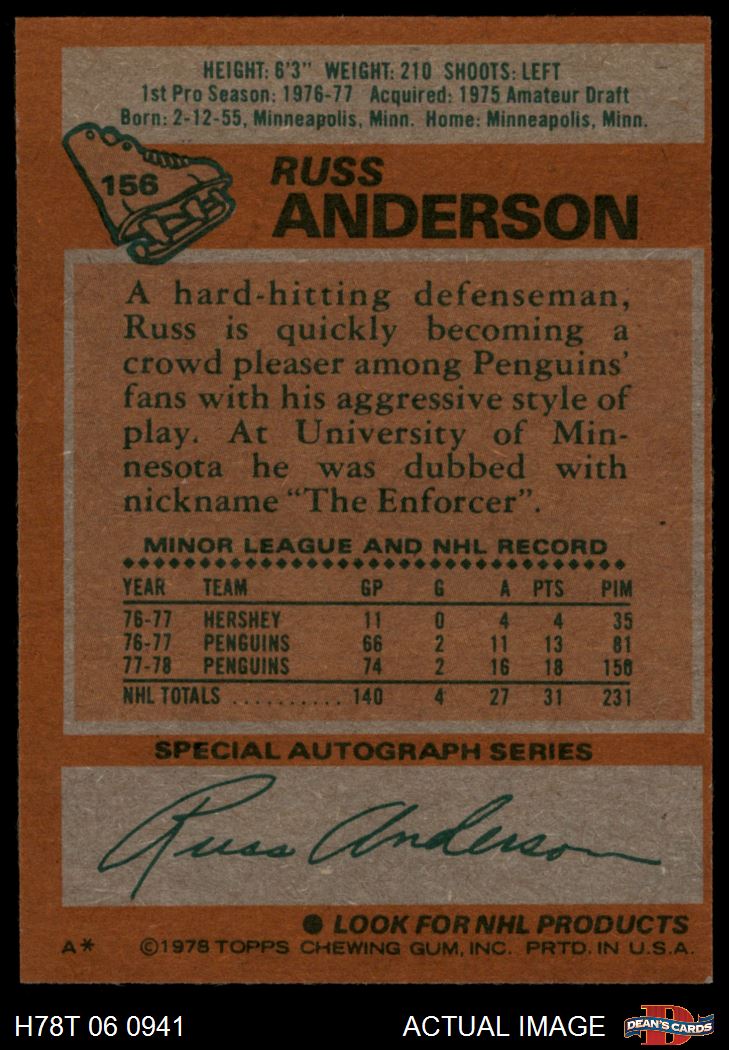 HEIGHT: 6'3" WEIGHT: 210 SHOOTS: LEFT
1st Pro Season: 1976-77 Acquired: 1975 Amateur Draft
Born: 2-12-55, Minneapolis, Minn. Home: Minneapolis, Minn.
156
RUSS
ANDERSON
A hard-hitting defenseman,
Russ is quickly becoming a
crowd pleaser among Penguins'
fans with his aggressive style of
play. At University of Min-
nesota he was dubbed with
nickname "The Enforcer".
MINOR LEAGUE AND NHL RECORD
YEAR TEAM GP G A PTS PIM
76-77 HERSHEY 11 0 4 4 35
76-77 PENGUINS 66 2 11 13 81
77-78 PENGUINS 74 2 16 18 150
NHL TOTALS .......... 140 4 27 31 231
SPECIAL AUTOGRAPH SERIES
Russ Anderson
● LOOK FOR NHL PRODUCTS
A* ©1978 TOPPS CHEWING GUM, INC. PRTD. IN U.S.A.
H78T 06 0941 ACTUAL IMAGE
D
DEAN'S CARDS